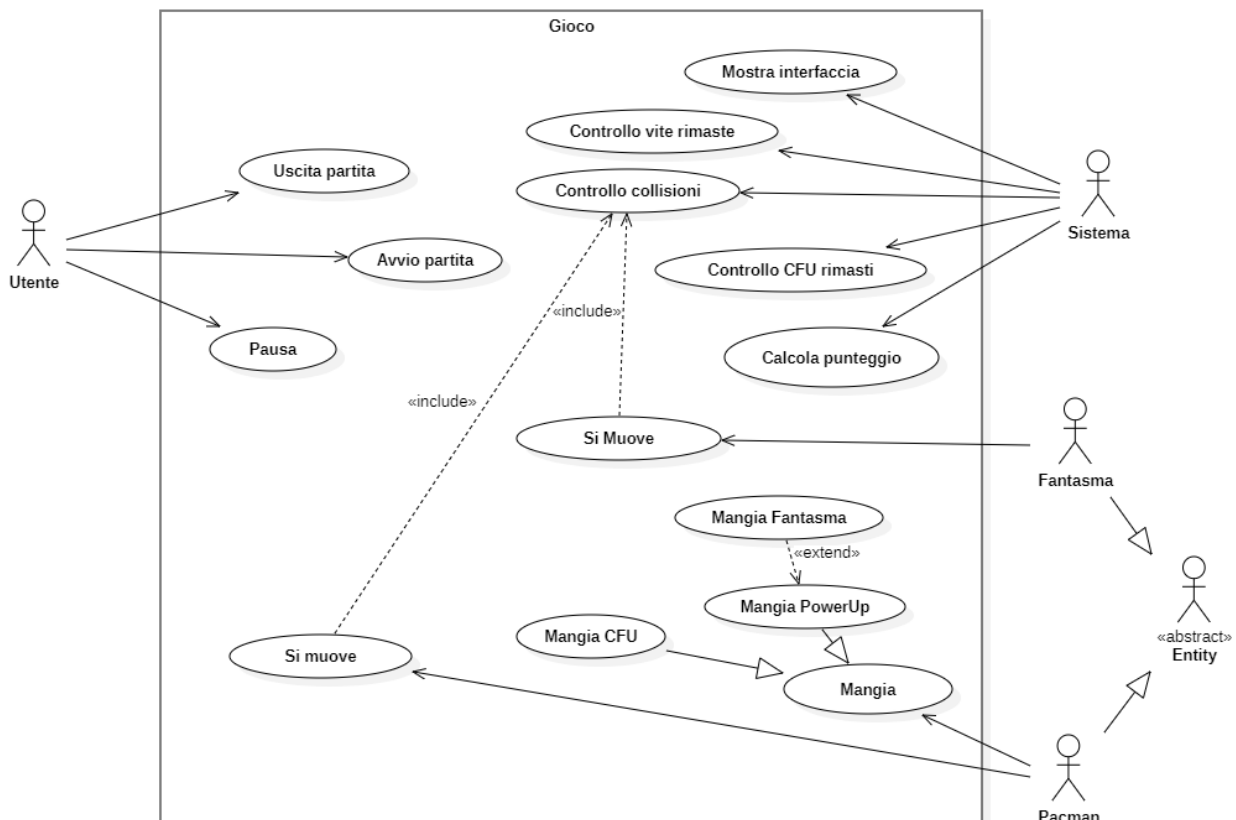 Gioco
Mostra interfaccia
Controllo vite rimaste
Uscita partita
Controllo collisioni
Sistema
Utente
Avvio partita
Controllo CFU rimasti
«include»
Pausa
Calcola punteggio
«include»
Si Muove
Fantasma
Mangia Fantasma
«extend»
Mangia PowerUp
Mangia CFU
«abstract»
Entity
Si muove
Mangia
Pacman